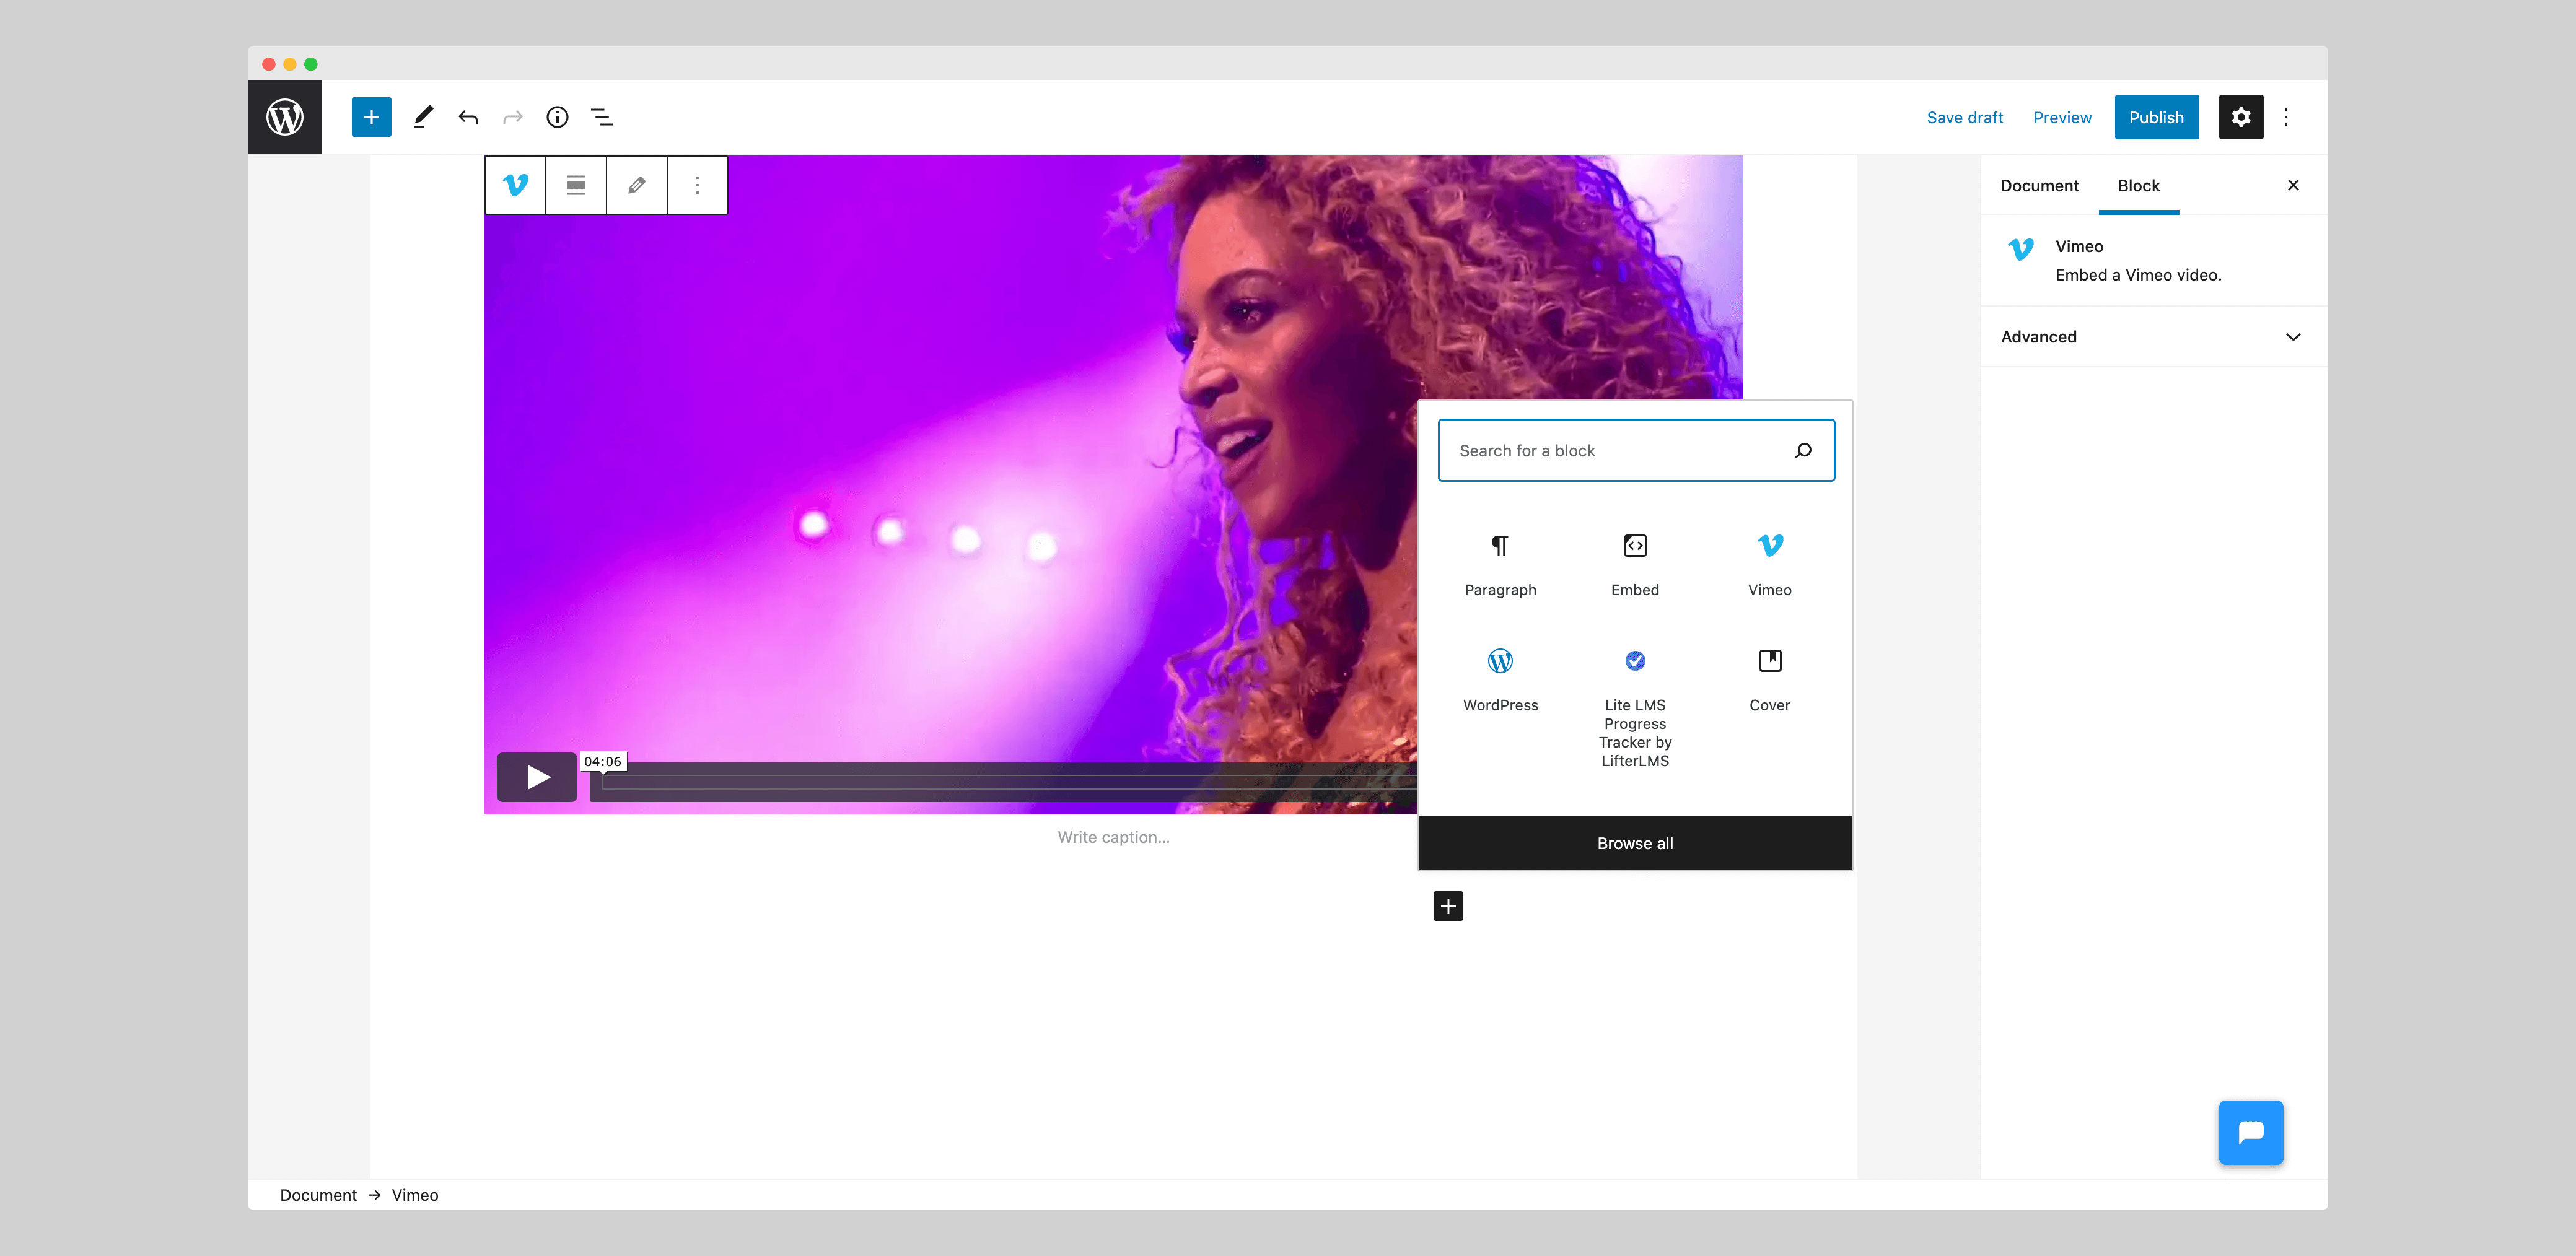 Save draft
Preview
Publish
Document
Block
Vimeo
Embed a Vimeo video.
Advanced
Search for a block
Paragraph
Embed
Vimeo
WordPress
Lite LMS
Progress
Tracker by
LifterLMS
Cover
Browse all
04:06
Write caption...
Document → Vimeo